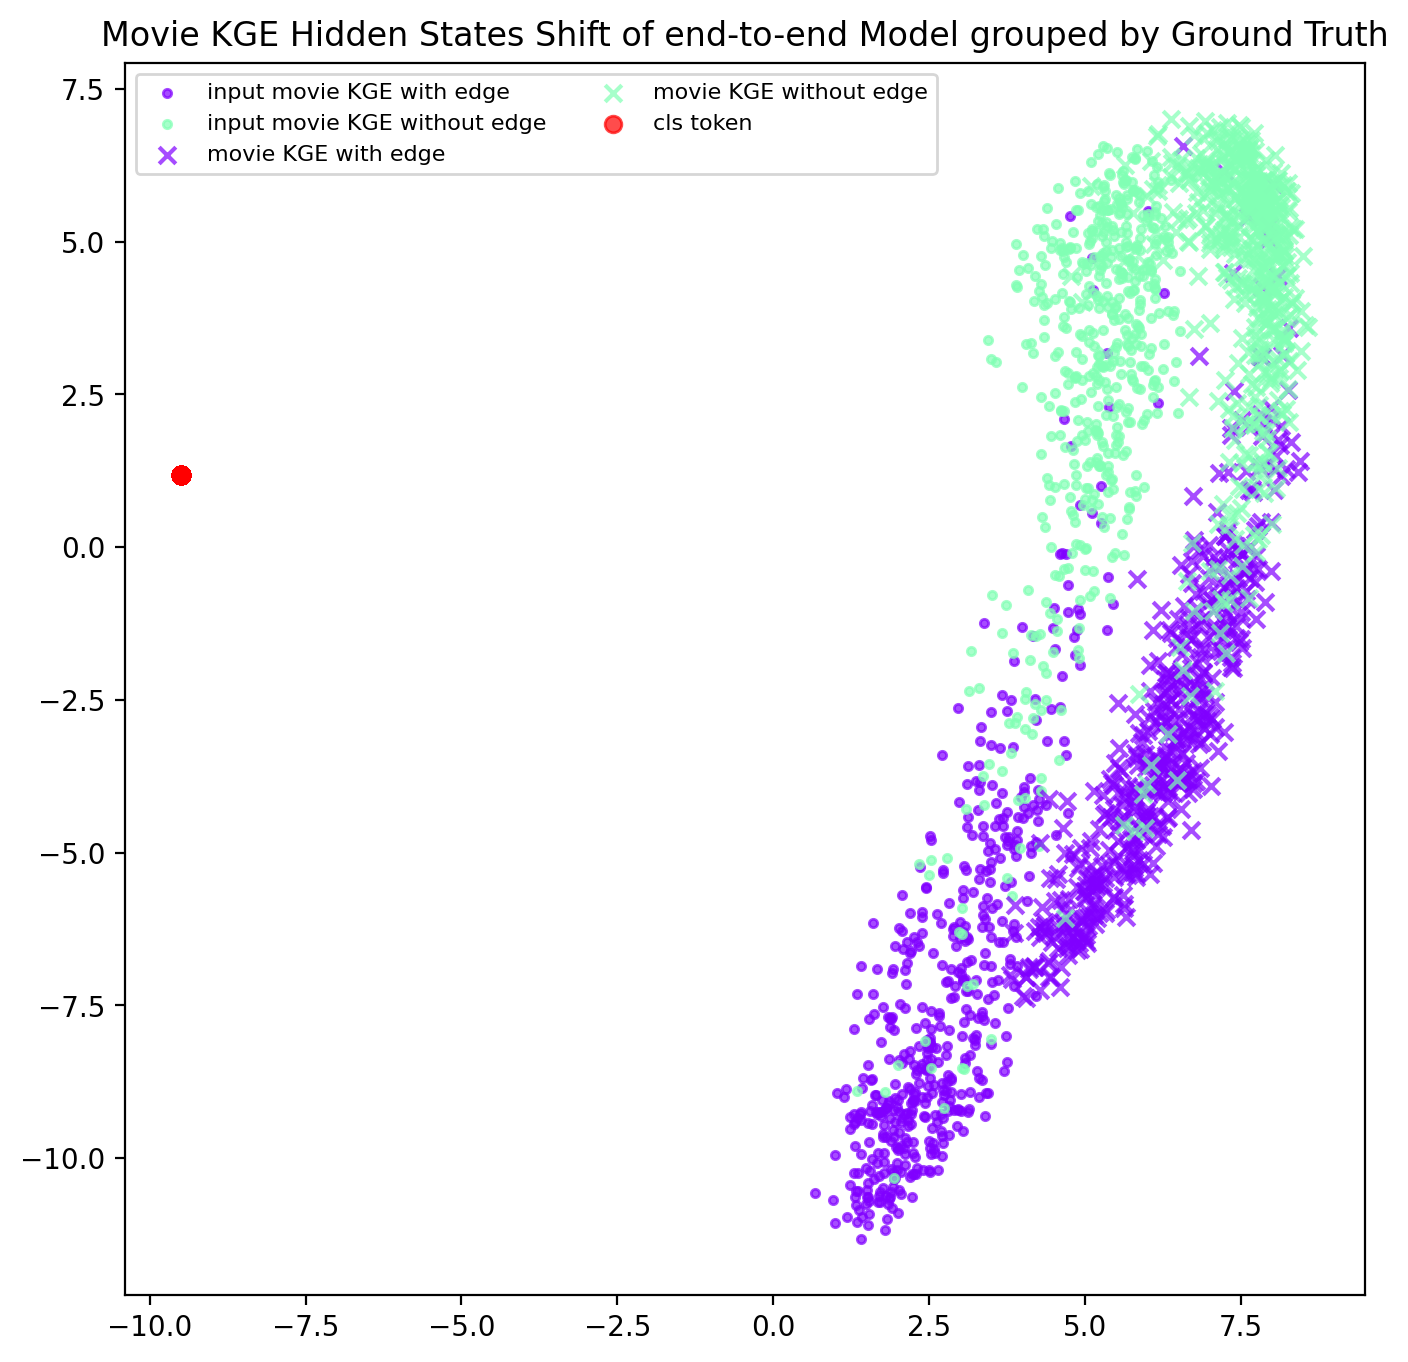 Movie KGE Hidden States Shift of end-to-end Model grouped by Ground Truth
input movie KGE with edge
input movie KGE without edge
movie KGE with edge
movie KGE without edge
cls token
7.5
5.0
2.5
0.0
−2.5
−5.0
−7.5
−10.0
−10.0 −7.5 −5.0 −2.5 0.0 2.5 5.0 7.5